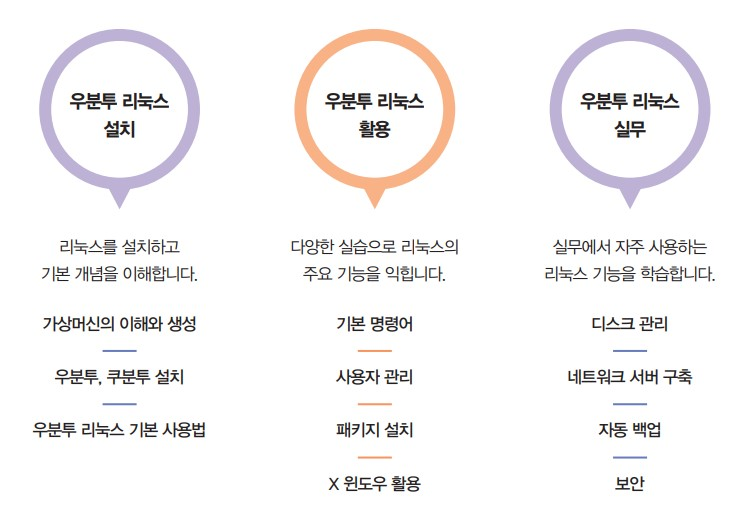 우분투 리눅스
설치
리눅스를 설치하고
기본 개념을 이해합니다.
가상머신의 이해와 생성
우분투, 쿠분투 설치
우분투 리눅스 기본 사용법
우분투 리눅스
활용
다양한 실습으로 리눅스의
주요 기능을 익힙니다.
기본 명령어
사용자 관리
패키지 설치
X 윈도우 활용
우분투 리눅스
실무
실무에서 자주 사용하는
리눅스 기능을 학습합니다.
디스크 관리
네트워크 서버 구축
자동 백업
보안